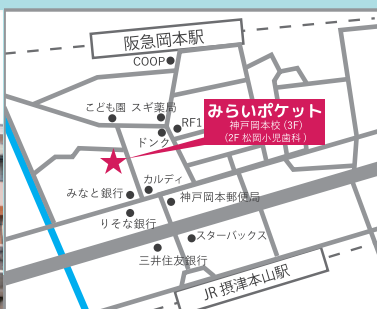 阪急岡本駅
COOP
こども園
スギ薬局
RF1
ドンク
みらいポケット
神戸岡本校（3F）
（2F 松岡小児歯科）
カルディ
みなと銀行
神戸岡本郵便局
りそな銀行
スターバックス
三井住友銀行
JR 摂津本山駅